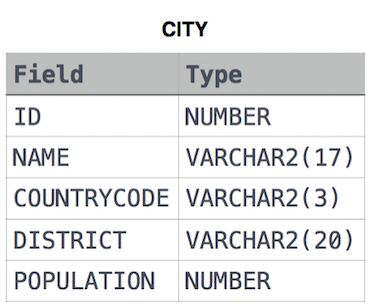 CITY
Field Type
ID NUMBER
NAME VARCHAR2(17)
COUNTRYCODE VARCHAR2(3)
DISTRICT VARCHAR2(20)
POPULATION NUMBER